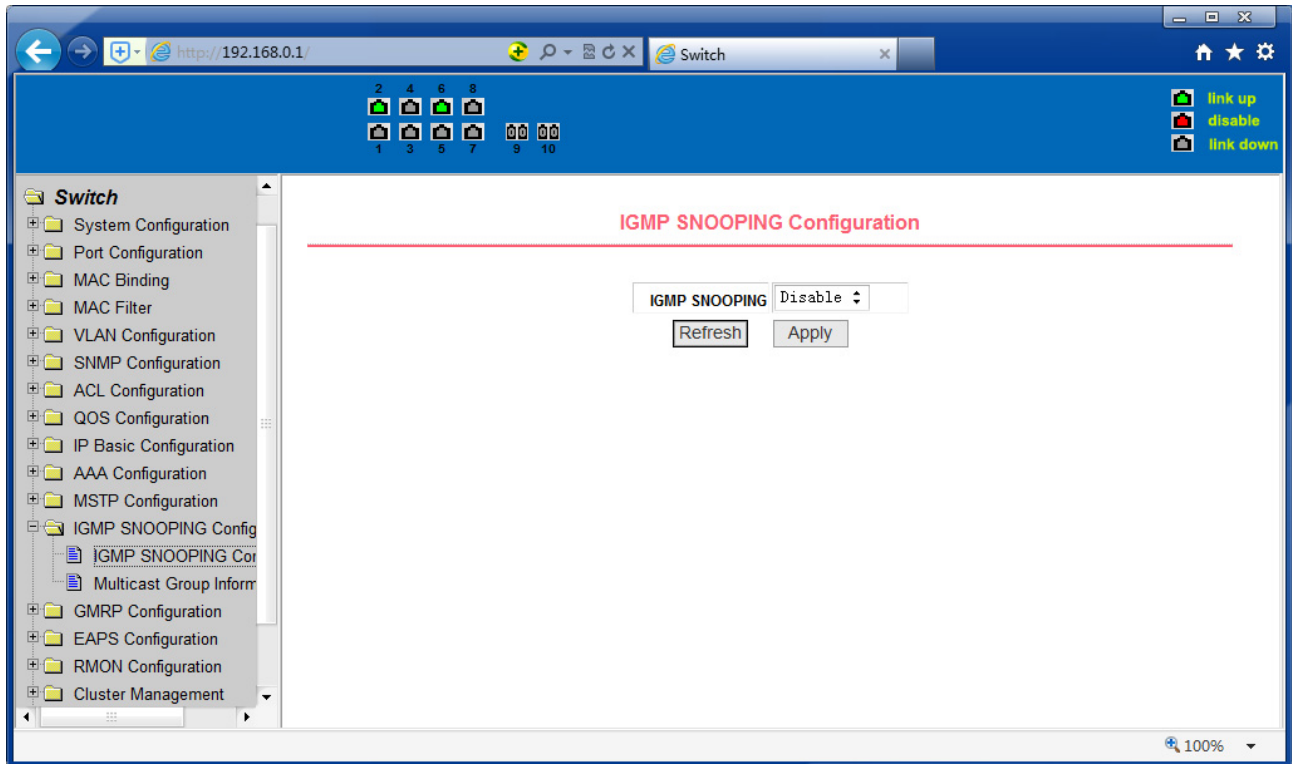 http://192.168.0.1/
Switch
2 4 6 8
1 3 5 7 9 10
link up
disable
link down
Switch
System Configuration
Port Configuration
MAC Binding
MAC Filter
VLAN Configuration
SNMP Configuration
ACL Configuration
QOS Configuration
IP Basic Configuration
AAA Configuration
MSTP Configuration
IGMP SNOOPING Config
IGMP SNOOPING Con
Multicast Group Inform
GMRP Configuration
EAPS Configuration
RMON Configuration
Cluster Management
IGMP SNOOPING Configuration
IGMP SNOOPING Disable
Refresh Apply
100%